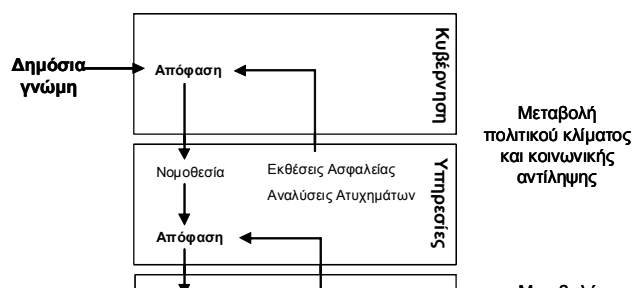 Δημόσια
γνώμη
Απόφαση
Κυβέρνηση
Μεταβολή
πολιτικού κλίματος
και κοινωνικής
αντίληψης
Νομοθεσία
Εκθέσεις Ασφαλείας
Αναλύσεις Ατυχημάτων
Υπηρεσίες
Απόφαση